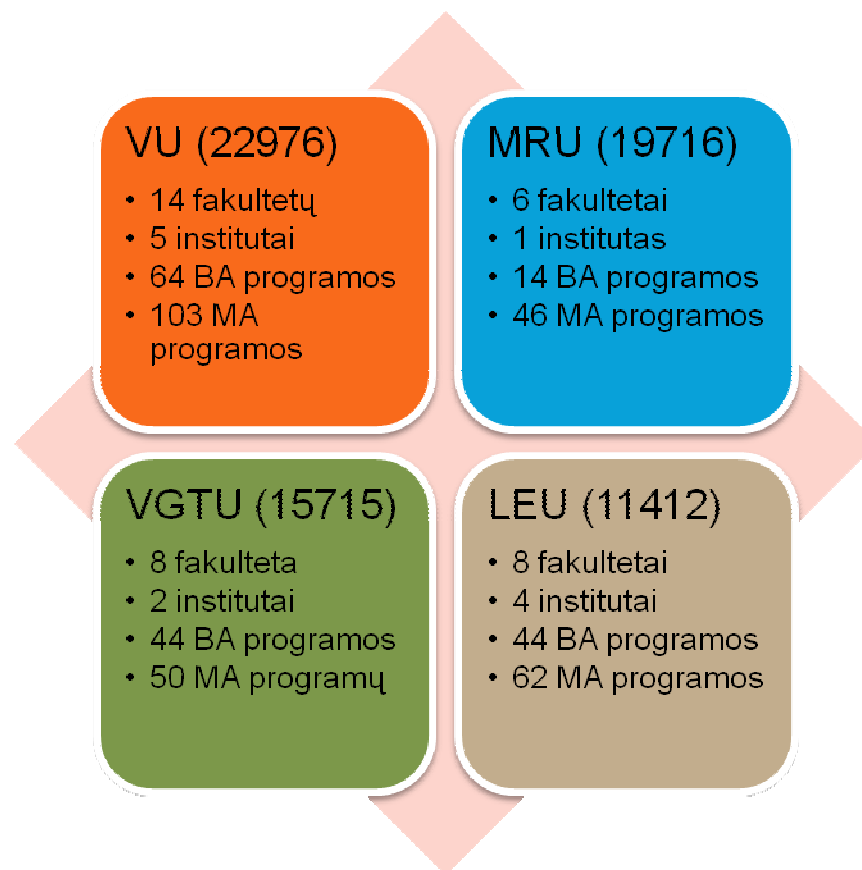 VU (22976)
• 14 fakultetų
• 5 institutai
• 64 BA programos
• 103 MA
programos
MRU (19716)
• 6 fakultetai
• 1 institutas
• 14 BA programos
• 46 MA programos
VGTU (15715)
• 8 fakulteta
• 2 institutai
• 44 BA programos
• 50 MA programų
LEU (11412)
• 8 fakultetai
• 4 institutai
• 44 BA programos
• 62 MA programos